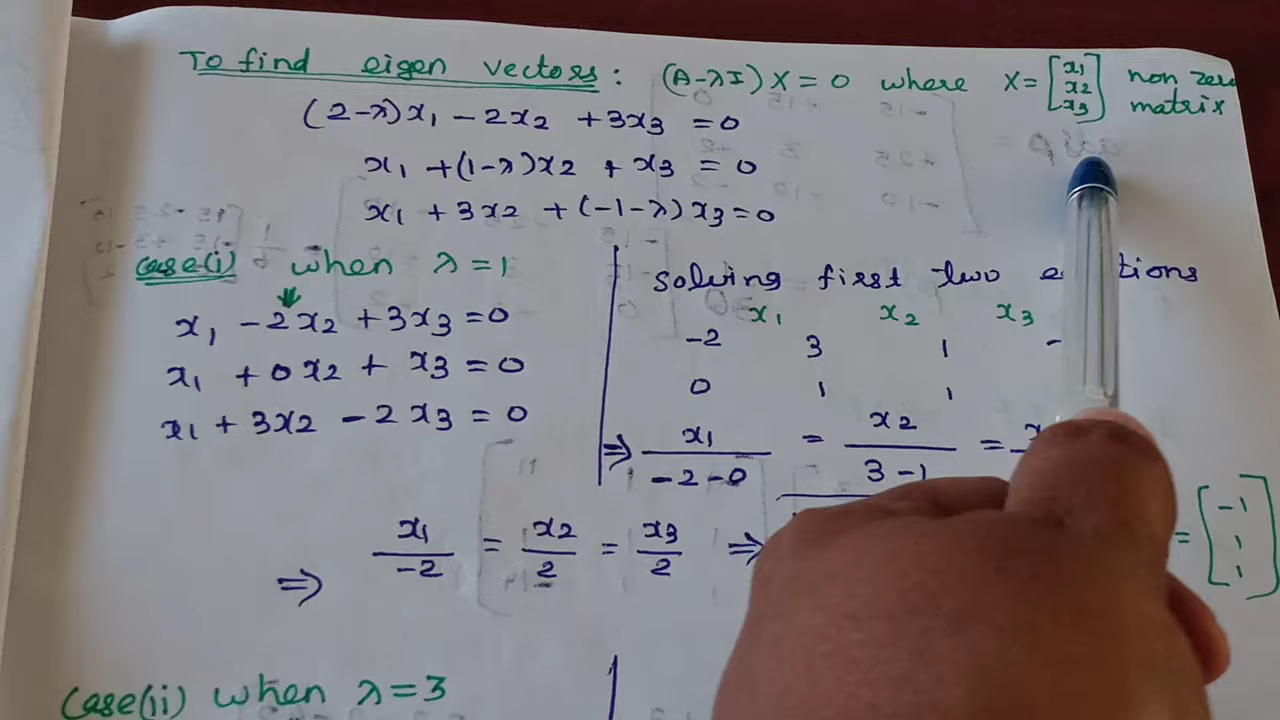 To find eigen vectors : (A-λI)X=0 where X= [x1 x2 x3] non zero matrix
(2-λ)x1 - 2x2 + 3x3 = 0
x1 + (1-λ)x2 + x3 = 0
x1 + 3x2 + (-1-λ)x3 = 0
case(i) when λ=1
x1 - 2x2 + 3x3 = 0
x1 + 0x2 + x3 = 0
x1 + 3x2 - 2x3 = 0
solving first two
x1 x2 x3
-2 3 1 -
0 1 1
⇒ x1/(-2-0) = x2/(3-1) =
⇒ x1/-2 = x2/2 = x3/2 ⇒
= [-1 1 1]
case(ii) when λ=3